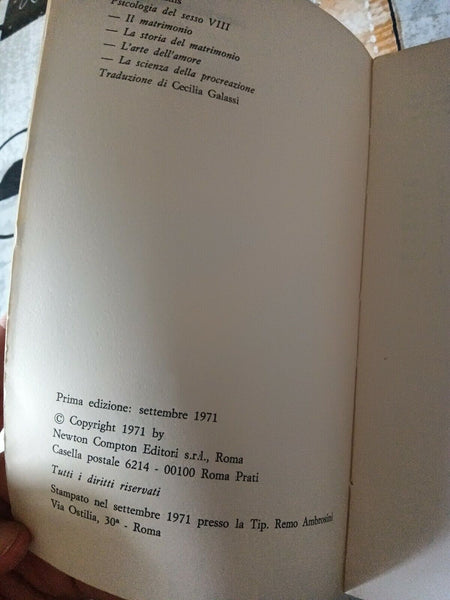 Psicologia del sesso VIII
— Il matrimonio
— La storia del matrimonio
— L'arte dell'amore
— La scienza della procreazione
Traduzione di Cecilia Galassi
Prima edizione: settembre 1971
© Copyright 1971 by
Newton Compton Editori s.r.l., Roma
Casella postale 6214 - 00100 Roma Prati
Tutti i diritti riservati
Stampato nel settembre 1971 presso la Tip. Remo Ambrosini
Via Ostilia, 30ª - Roma